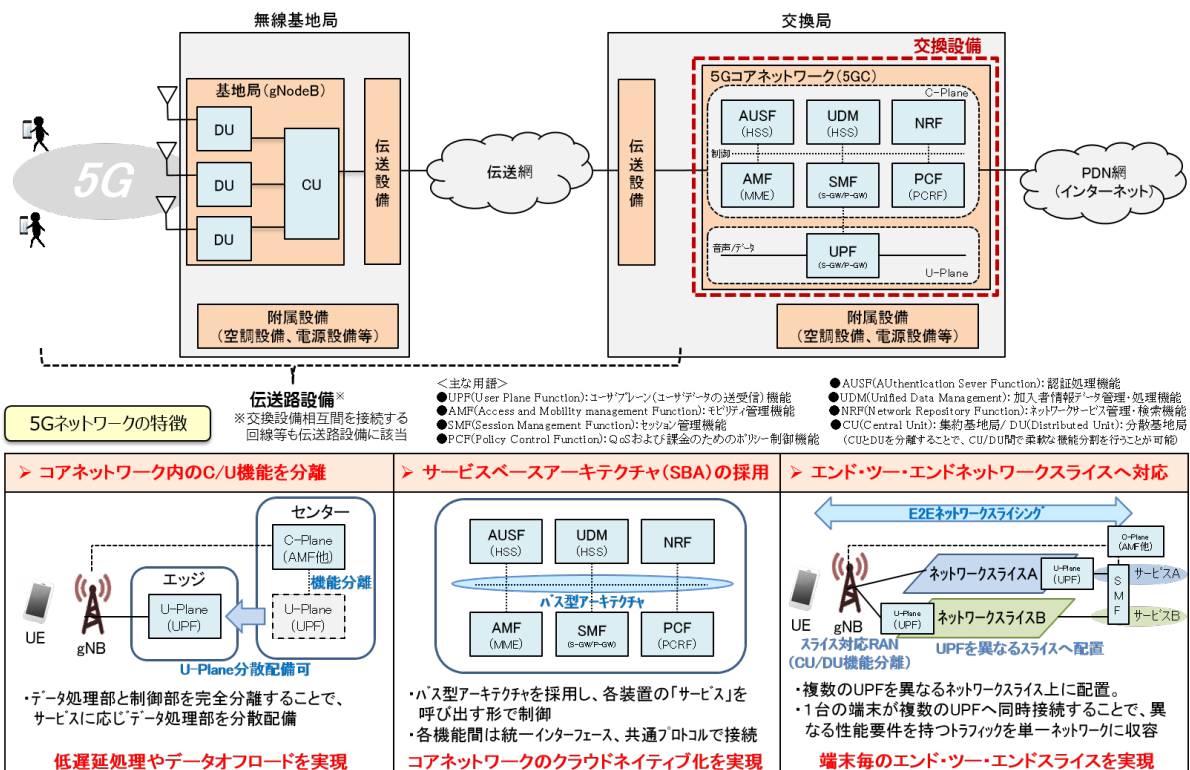 無線基地局
交換局
交換設備
基地局(gNodeB)
DU
DU
DU
CU
伝送設備
5G
伝送網
伝送設備
5Gコアネットワーク(5GC)
C-Plane
AUSF
(HSS)
UDM
(HSS)
NRF
制御
AMF
(MME)
SMF
(S-GW/P-GW)
PCF
(PCRF)
音声/データ
UPF
(S-GW/P-GW)
U-Plane
PDN網
(インターネット)
附属設備
(空調設備、電源設備等)
附属設備
(空調設備、電源設備等)
伝送路設備※
※交換設備相互間を接続する
回線等も伝送路設備に該当
5Gネットワークの特徴
<主な用語>
●UPF(User Plane Function):ユーザプレーン(ユーザデータの送受信)機能
●AMF(Access and Mobility management Function):モビリティ管理機能
●SMF(Session Management Function):セッション管理機能
●PCF(Policy Control Function):QoSおよび課金のためのポリシー制御機能
●AUSF(AUthentication Sever Function):認証処理機能
●UDM(Unified Data Management):加入者情報データ管理・処理機能
●NRF(Network Repository Function):ネットワークサービス管理・検索機能
●CU(Central Unit):集約基地局/ DU(Distributed Unit):分散基地局
(CUとDUを分離することで、CU/DU間で柔軟な機能分割を行うことが可能)
➢ コアネットワーク内のC/U機能を分離
センター
C-Plane
(AMF他)
機能分離
エッジ
U-Plane
(UPF)
U-Plane
(UPF)
UE
gNB
U-Plane分散配備可
・データ処理部と制御部を完全分離することで、
サービスに応じデータ処理部を分散配備
低遅延処理やデータオフロードを実現
➢ サービスベースアーキテクチャ(SBA)の採用
AUSF
(HSS)
UDM
(HSS)
NRF
バス型アーキテクチャ
AMF
(MME)
SMF
(S-GW/P-GW)
PCF
(PCRF)
・バス型アーキテクチャを採用し、各装置の「サービス」を
呼び出す形で制御
・各機能間は統一インターフェース、共通プロトコルで接続
コアネットワークのクラウドネイティブ化を実現
➢ エンド・ツー・エンドネットワークスライスへ対応
E2Eネットワークスライシング
C-Plane
(AMF他)
ネットワークスライスA
U-Plane
(UPF)
サービスA
SMF
U-Plane
(UPF)
ネットワークスライスB
サービスB
UE
gNB
スライス対応RAN
(CU/DU機能分離)
UPFを異なるスライスへ配置
・複数のUPFを異なるネットワークスライス上に配置。
・1台の端末が複数のUPFへ同時接続することで、異
なる性能要件を持つトラフィックを単一ネットワークに収容
端末毎のエンド・ツー・エンドスライスを実現